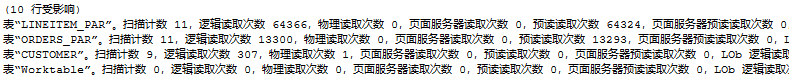 (10 行受影响)
表“LINEITEM_PAR”。扫描计数 11, 逻辑读取次数 64366, 物理读取次数 0, 页面服务器读取次数 0, 预读读取次数 64324, 页面服务器预读读取次数 0
表“ORDERS_PAR”。扫描计数 11, 逻辑读取次数 13300, 物理读取次数 0, 页面服务器读取次数 0, 预读读取次数 13293, 页面服务器预读读取次数 0, L
表“CUSTOMER”。扫描计数 9, 逻辑读取次数 307, 物理读取次数 1, 页面服务器读取次数 0, 预读读取次数 0, 页面服务器预读读取次数 0, LOb 逻辑读
表“Worktable”。扫描计数 0, 逻辑读取次数 0, 物理读取次数 0, 页面服务器读取次数 0, 预读读取次数 0, 页面服务器预读读取次数 0, LOb 逻辑读